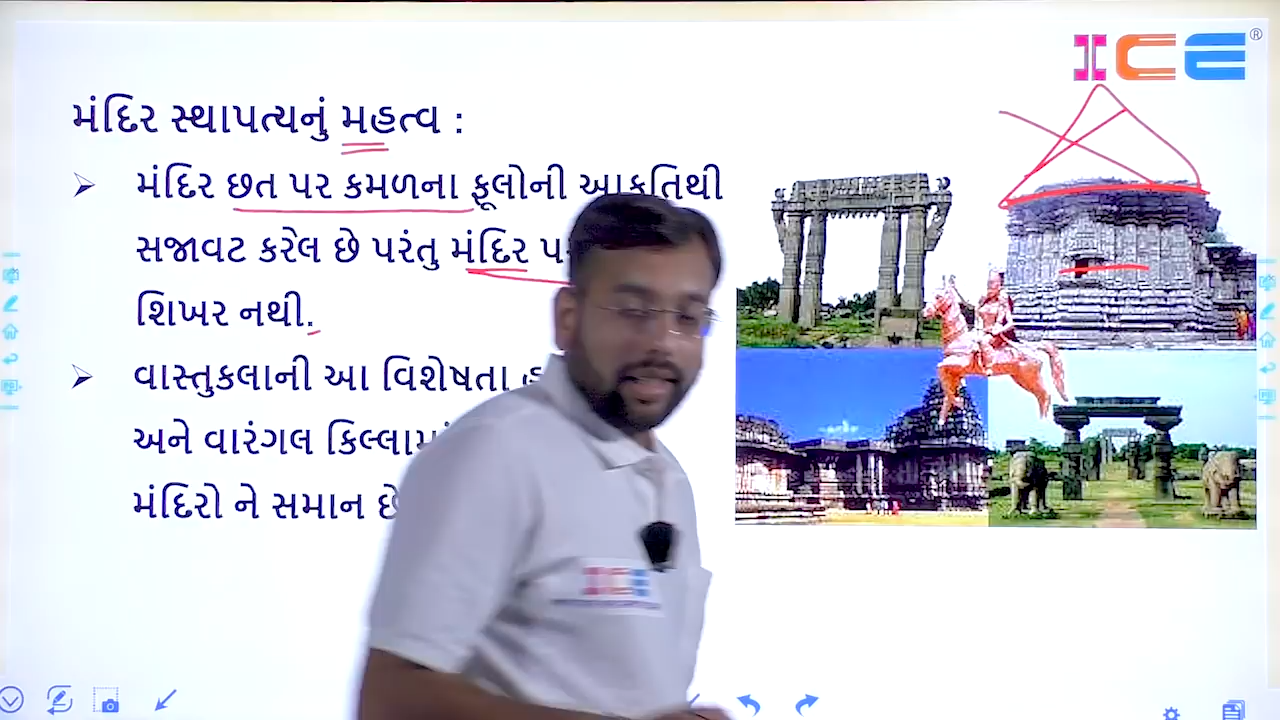 ICE®
મંદિર સ્થાપત્યનું મહત્વ :
મંદિર છત પર કમળના ફૂલોની આકૃતિથી
સજાવટ કરેલ છે પરંતુ મંદિર
શિખર નથી.
વાસ્તુકલાની આ વિશેષતા
અને વારંગલ કિલ્લામાં
મંદિરો ને સમાન છે
ICE